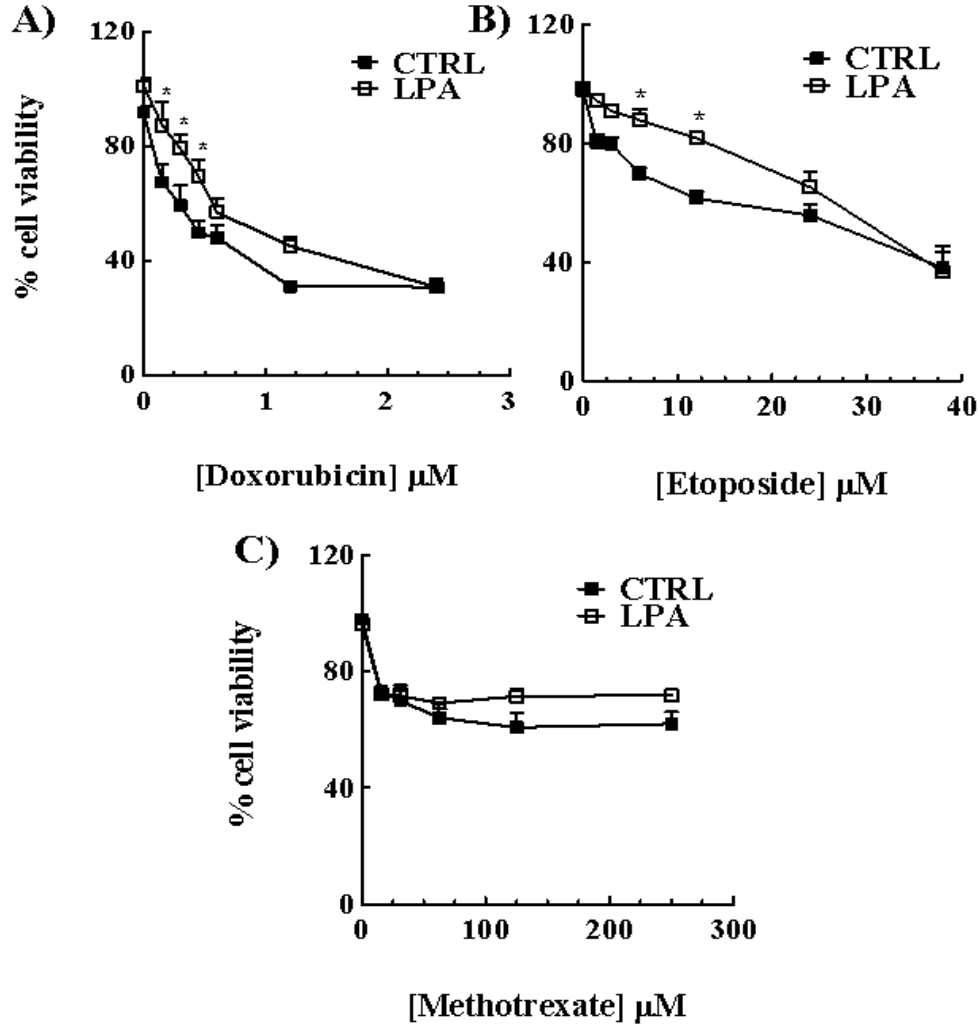 A)
120
80
40
0
% cell viability
CTRL
LPA
*
*
*
0 1 2 3
[Doxorubicin] μM
B)
120
80
40
0
CTRL
LPA
*
*
0 10 20 30 40
[Etoposide] μM
C)
120
80
40
0
% cell viability
CTRL
LPA
0 100 200 300
[Methotrexate] μM